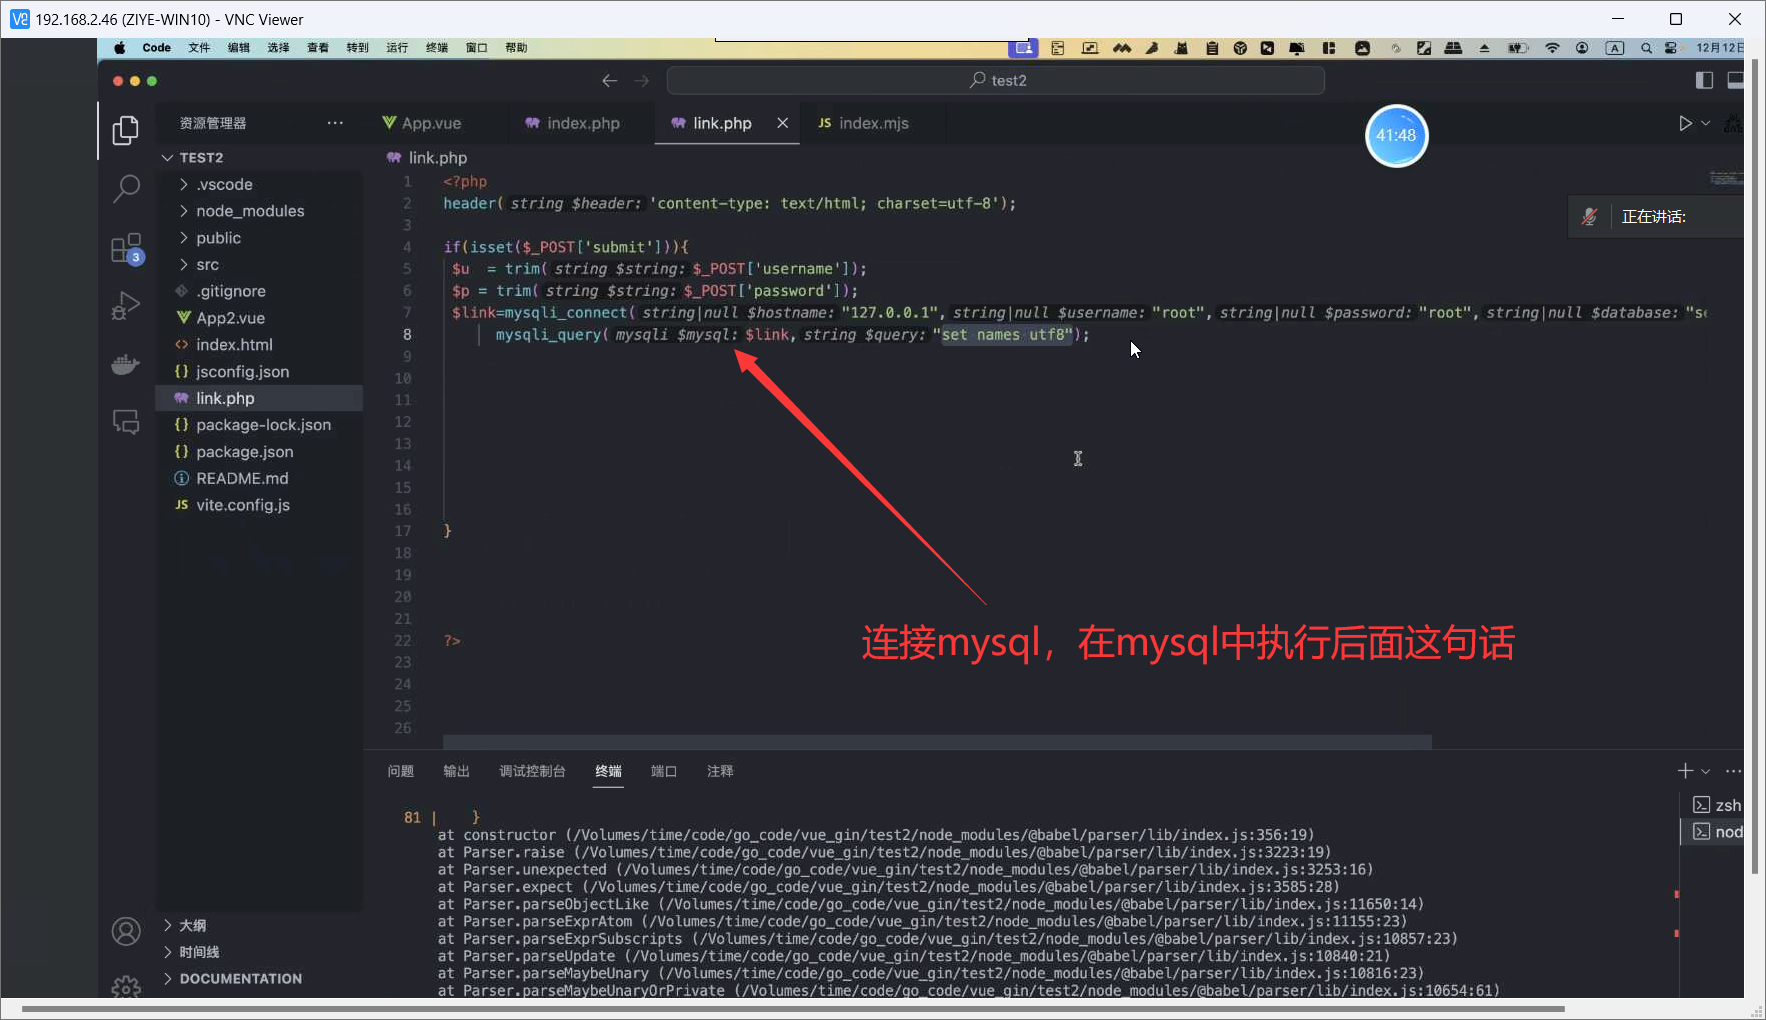 192.168.2.46 (ZIYE-WIN10) - VNC Viewer
Code 文件 编辑 选择 查看 转到 运行 终端 窗口 帮助
12月12日
test2
资源管理器
App.vue
index.php
link.php
JS index.mjs
41:48
正在讲话:
TEST2
.vscode
node_modules
public
src
.gitignore
App2.vue
index.html
{} jsconfig.json
link.php
{} package-lock.json
{} package.json
README.md
JS vite.config.js
3
大纲
时间线
DOCUMENTATION
link.php
1 <?php
2 header(string $header: 'content-type: text/html; charset=utf-8');
3
4 if(isset($_POST['submit'])){
5 $u = trim(string $string: $_POST['username']);
6 $p = trim(string $string: $_POST['password']);
7 $link=mysqli_connect(string|null $hostname: "127.0.0.1",string|null $username: "root",string|null $password: "root",string|null $database: "s
8 mysqli_query(mysqli $mysql: $link,string $query: "set names utf8");
9
10
11
12
13
14
15
16
17 }
18
19
20
21
22 ?>
23
24
25
26
连接mysql，在mysql中执行后面这句话
问题 输出 调试控制台 终端 端口 注释
zsh
nod
81 | }
at constructor (/Volumes/time/code/go_code/vue_gin/test2/node_modules/@babel/parser/lib/index.js:356:19)
at Parser.raise (/Volumes/time/code/go_code/vue_gin/test2/node_modules/@babel/parser/lib/index.js:3223:19)
at Parser.unexpected (/Volumes/time/code/go_code/vue_gin/test2/node_modules/@babel/parser/lib/index.js:3253:16)
at Parser.expect (/Volumes/time/code/go_code/vue_gin/test2/node_modules/@babel/parser/lib/index.js:3585:28)
at Parser.parseObjectLike (/Volumes/time/code/go_code/vue_gin/test2/node_modules/@babel/parser/lib/index.js:11650:14)
at Parser.parseExprAtom (/Volumes/time/code/go_code/vue_gin/test2/node_modules/@babel/parser/lib/index.js:11155:23)
at Parser.parseExprSubscripts (/Volumes/time/code/go_code/vue_gin/test2/node_modules/@babel/parser/lib/index.js:10857:23)
at Parser.parseUpdate (/Volumes/time/code/go_code/vue_gin/test2/node_modules/@babel/parser/lib/index.js:10840:21)
at Parser.parseMaybeUnary (/Volumes/time/code/go_code/vue_gin/test2/node_modules/@babel/parser/lib/index.js:10816:23)
at Parser.parseMaybeUnaryOrPrivate (/Volumes/time/code/go_code/vue_gin/test2/node_modules/@babel/parser/lib/index.js:10654:61)